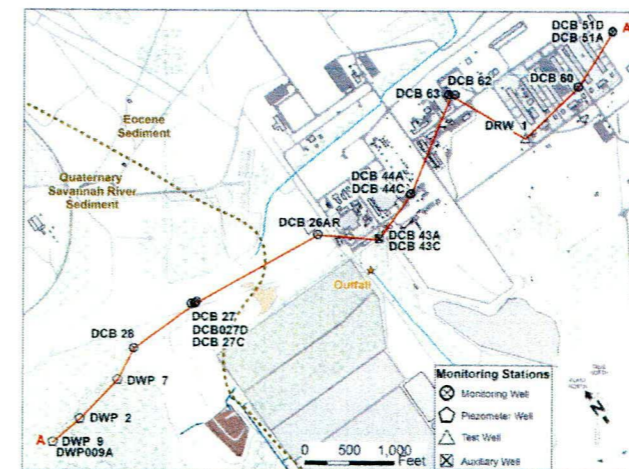 DCB 51D
DCB 51A
A
DCB 60
DCB 63
DCB 62
DRW 1
Eocene
Sediment
Quaternary
Savannah River
Sediment
DCB 44A
DCB 44C
DCB 26AR
DCB 43A
DCB 43C
Outfall
DCB 27
DCB027D
DCB 27C
DCB 28
DWP 7
DWP 2
A
DWP 9
DWP009A
Monitoring Stations
Monitoring Well
Piezometer Well
Test Well
Auxiliary Well
N
0 500 1,000
Feet